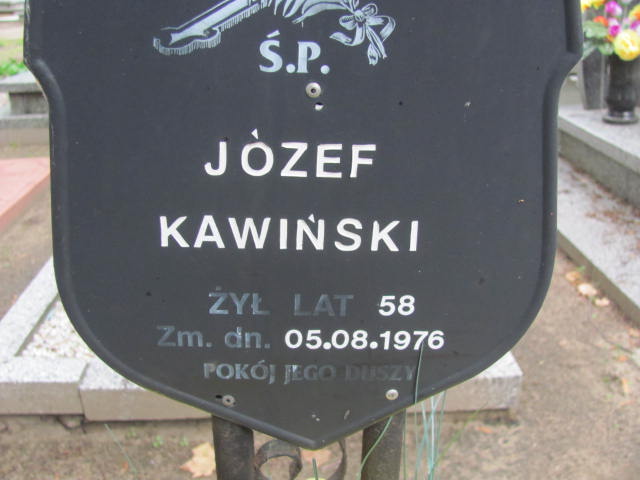 Ś.P.
JÓZEF
KAWIŃSKI
ŻYŁ LAT 58
Zm. dn. 05.08.1976
POKÓJ JEGO DUSZY